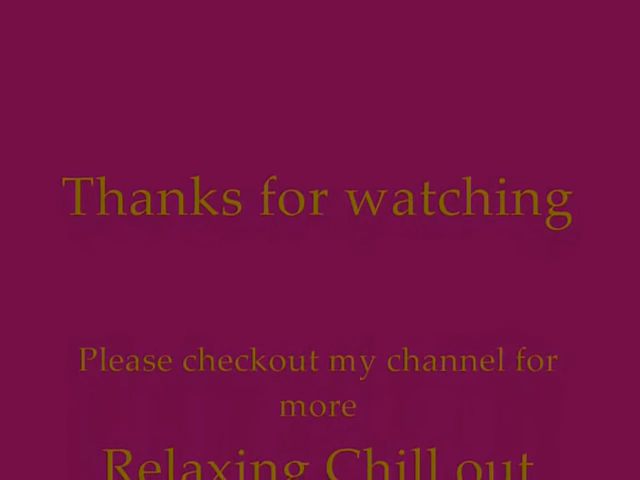 Thanks for watching
Please checkout my channel for
more
Relaxing Chill out